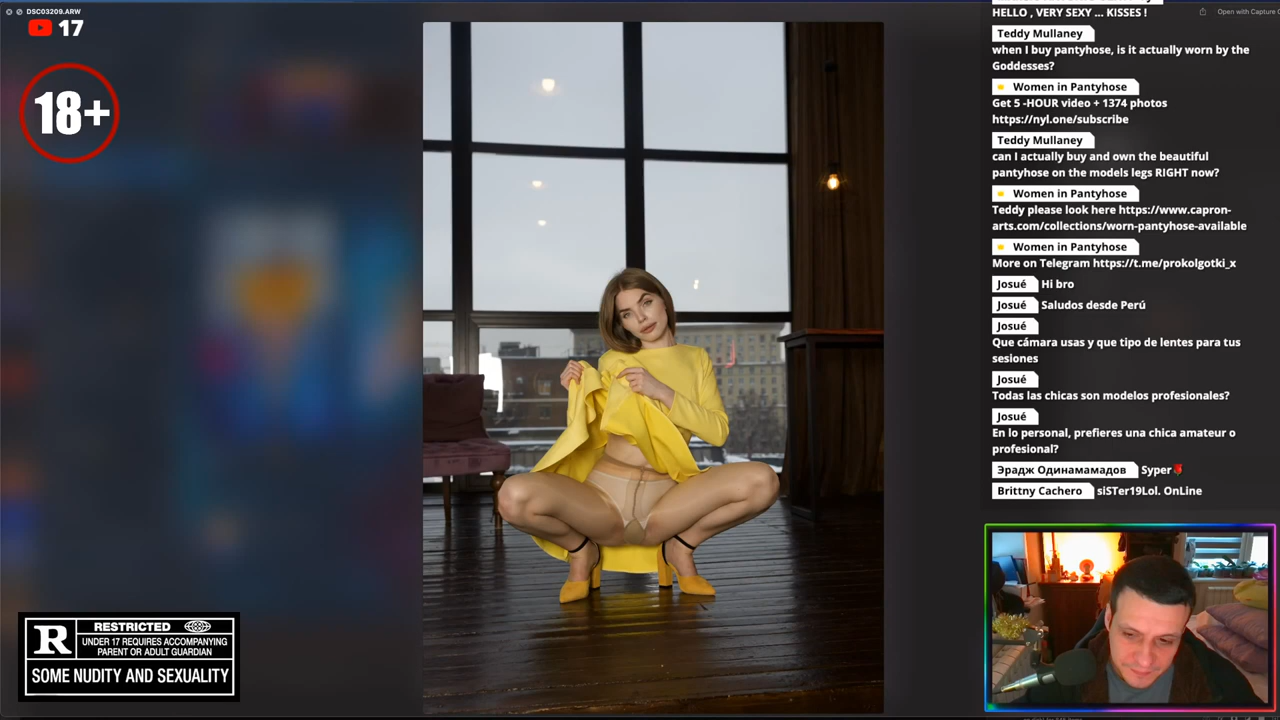 DSC03209.ARW
17
18+
R
RESTRICTED
UNDER 17 REQUIRES ACCOMPANYING
PARENT OR ADULT GUARDIAN
SOME NUDITY AND SEXUALITY
Open with Capture
HELLO , VERY SEXY ... KISSES !
Teddy Mullaney
when I buy pantyhose, is it actually worn by the
Goddesses?
Women in Pantyhose
Get 5 -HOUR video + 1374 photos
https://nyl.one/subscribe
Teddy Mullaney
can I actually buy and own the beautiful
pantyhose on the models legs RIGHT now?
Women in Pantyhose
Teddy please look here https://www.capron-
arts.com/collections/worn-pantyhose-available
Women in Pantyhose
More on Telegram https://t.me/prokolgotki_x
Josué Hi bro
Josué Saludos desde Perú
Josué
Que cámara usas y que tipo de lentes para tus
sesiones
Josué
Todas las chicas son modelos profesionales?
Josué
En lo personal, prefieres una chica amateur o
profesional?
Эрадж Одинамамадов Syper
Brittny Cachero siSTer19Lol. OnLine